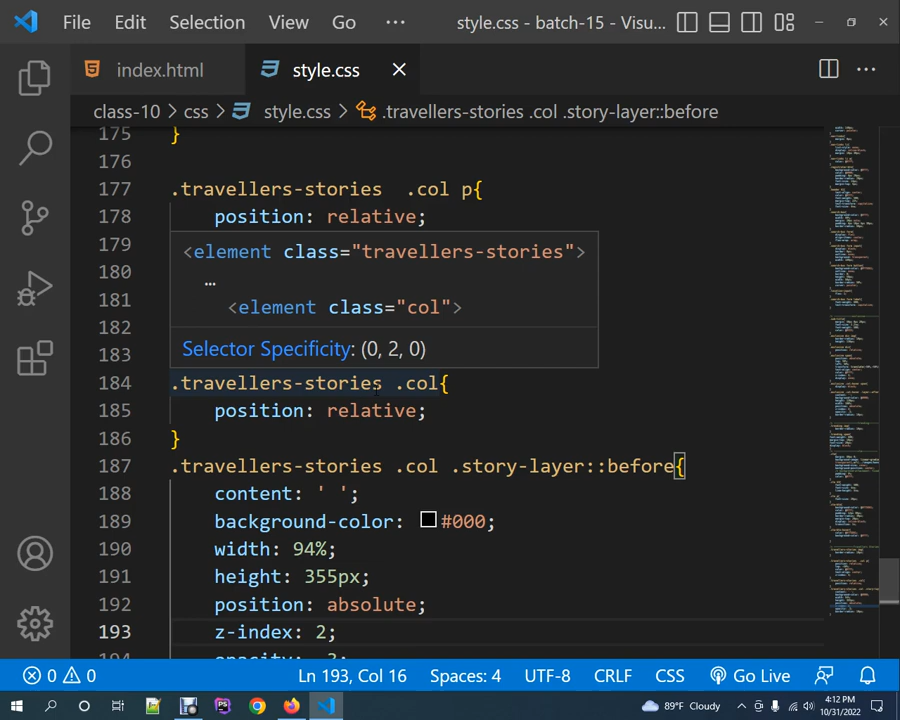 File Edit Selection View Go ··· style.css - batch-15 - Visu...
index.html style.css
class-10 > css > style.css > .travellers-stories .col .story-layer::before
175 }
176
177 .travellers-stories .col p{
178 position: relative;
179
180
181
182
183
<element class="travellers-stories">
…
<element class="col">
Selector Specificity: (0, 2, 0)
184 .travellers-stories .col{
185 position: relative;
186 }
187 .travellers-stories .col .story-layer::before{
188 content: ' ';
189 background-color: #000;
190 width: 94%;
191 height: 355px;
192 position: absolute;
193 z-index: 2;
0 0 Ln 193, Col 16 Spaces: 4 UTF-8 CRLF CSS Go Live
89°F Cloudy 4:12 PM
10/31/2022